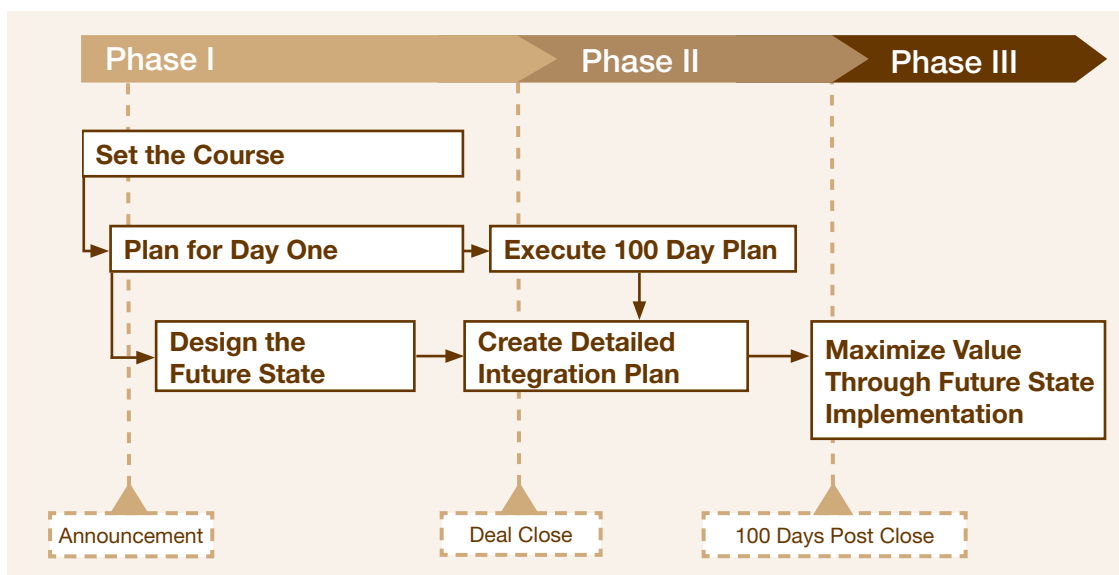 Phase I
Phase II
Phase III
Set the Course
Plan for Day One
Execute 100 Day Plan
Design the
Future State
Create Detailed
Integration Plan
Maximize Value
Through Future State
Implementation
Announcement
Deal Close
100 Days Post Close